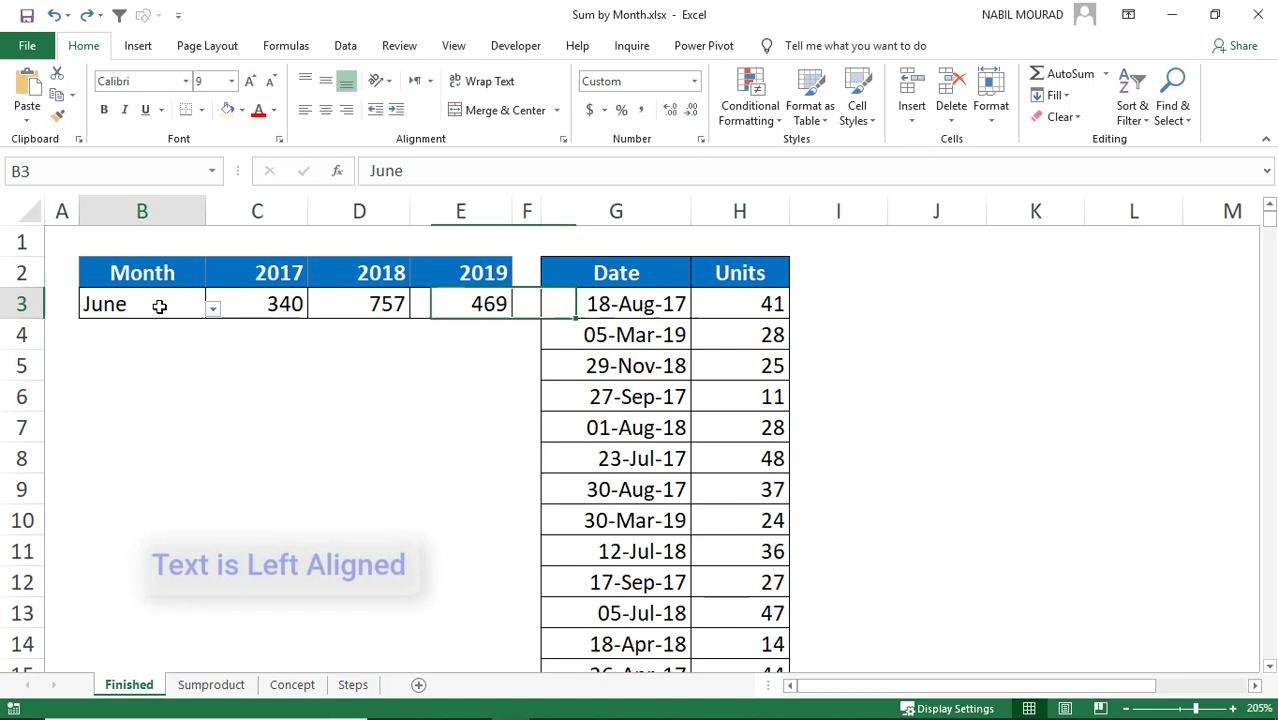 Sum by Month.xlsx - Excel
NABIL MOURAD
File Home Insert Page Layout Formulas Data Review View Developer Help Inquire Power Pivot Tell me what you want to do Share
Paste
Clipboard
Calibri 9
B I U
Font
Wrap Text
Merge & Center
Alignment
Custom
$ % ,
Number
Conditional Formatting
Format as Table
Cell Styles
Styles
Insert Delete Format
Cells
AutoSum
Fill
Clear
Sort & Filter
Find & Select
Editing
B3 fx June
A B C D E F G H I J K L M
1
2 Month 2017 2018 2019 Date Units
3 June 340 757 469 18-Aug-17 41
4 05-Mar-19 28
5 29-Nov-18 25
6 27-Sep-17 11
7 01-Aug-18 28
8 23-Jul-17 48
9 30-Aug-17 37
10 30-Mar-19 24
11 12-Jul-18 36
Text is Left Aligned
12 17-Sep-17 27
13 05-Jul-18 47
14 18-Apr-18 14
15 26-Apr-17 44
Finished Sumproduct Concept Steps
Display Settings 205%